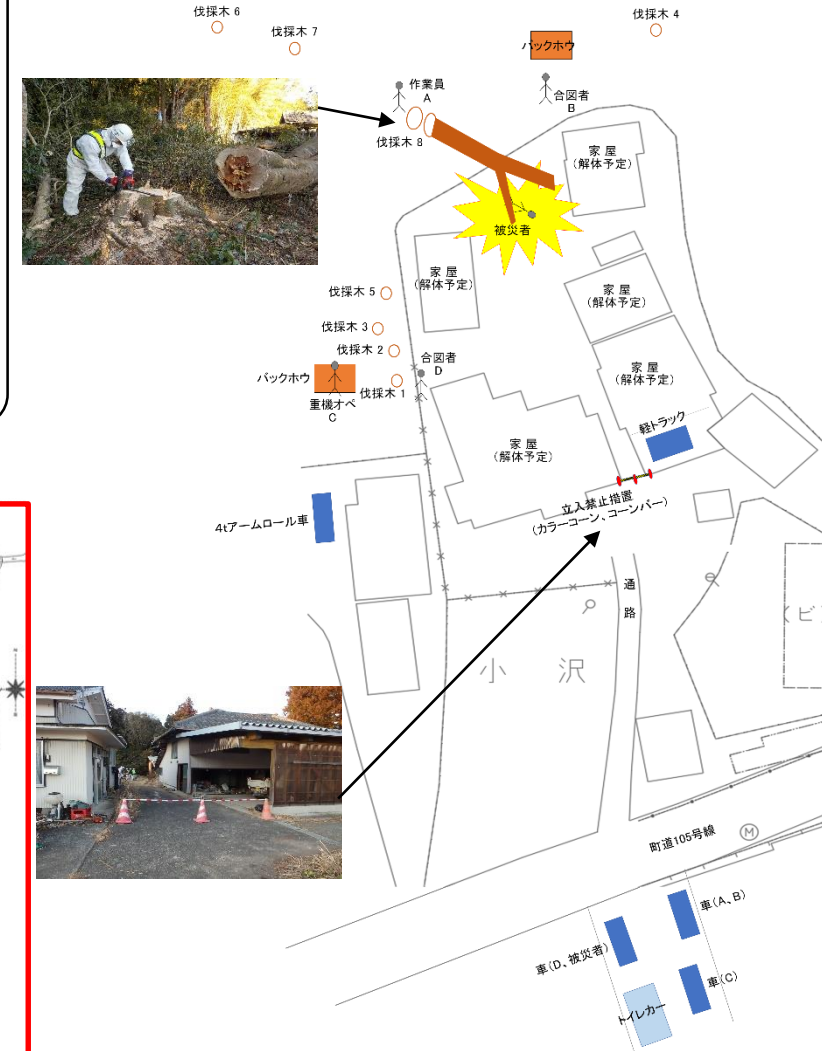 伐採木 6
伐採木 7
伐採木 4
バックホウ
作業員
A
合図者
B
伐採木 8
家 屋
(解体予定)
被災者
家 屋
(解体予定)
家 屋
(解体予定)
伐採木 5
伐採木 3
伐採木 2
合図者
D
バックホウ
伐採木 1
重機オペ
C
家 屋
(解体予定)
軽トラック
家 屋
(解体予定)
立入禁止措置
(カラーコーン、コーンバー)
4tアームロール車
通
路
小 沢
(ビ
町道105号線
M
車(A、B)
車(D、被災者)
車(C)
トイレカー